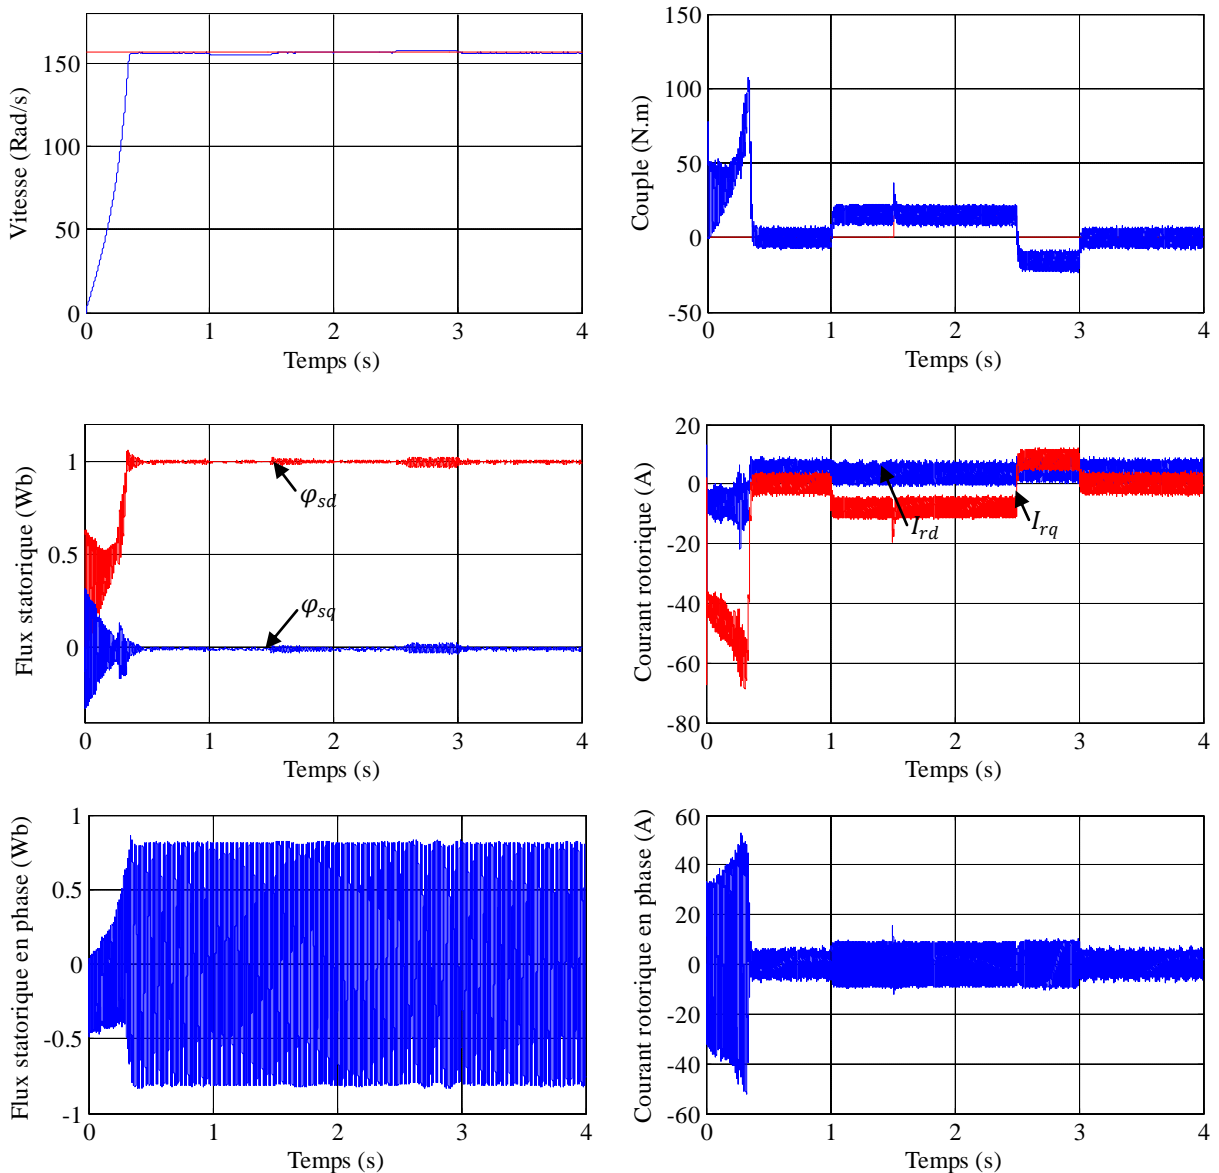 Vitesse (Rad/s)
150
100
50
0
0 1 2 3 4
Temps (s)
Couple (N.m)
150
100
50
0
-50
0 1 2 3 4
Temps (s)
Flux statorique (Wb)
1
0.5
0
φsd
φsq
0 1 2 3 4
Temps (s)
Courant rotorique (A)
20
0
-20
-40
-60
-80
Ird
Irq
0 1 2 3 4
Temps (s)
Flux statorique en phase (Wb)
1
0.5
0
-0.5
-1
0 1 2 3 4
Temps (s)
Courant rotorique en phase (A)
60
40
20
0
-20
-40
-60
0 1 2 3 4
Temps (s)